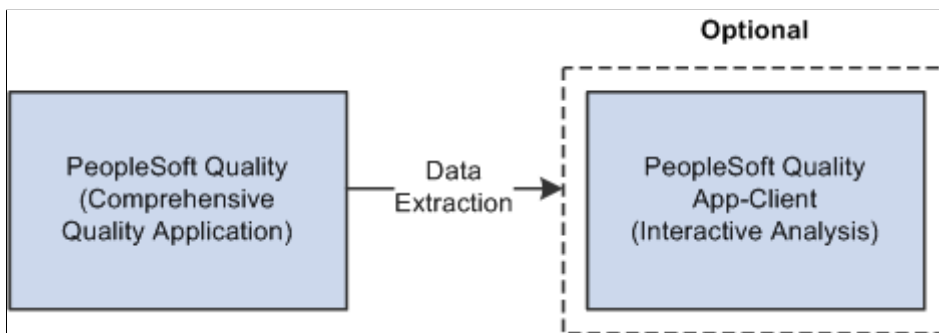 Optional
PeopleSoft Quality
(Comprehensive
Quality Application)
Data
Extraction
PeopleSoft Quality
App-Client
(Interactive Analysis)